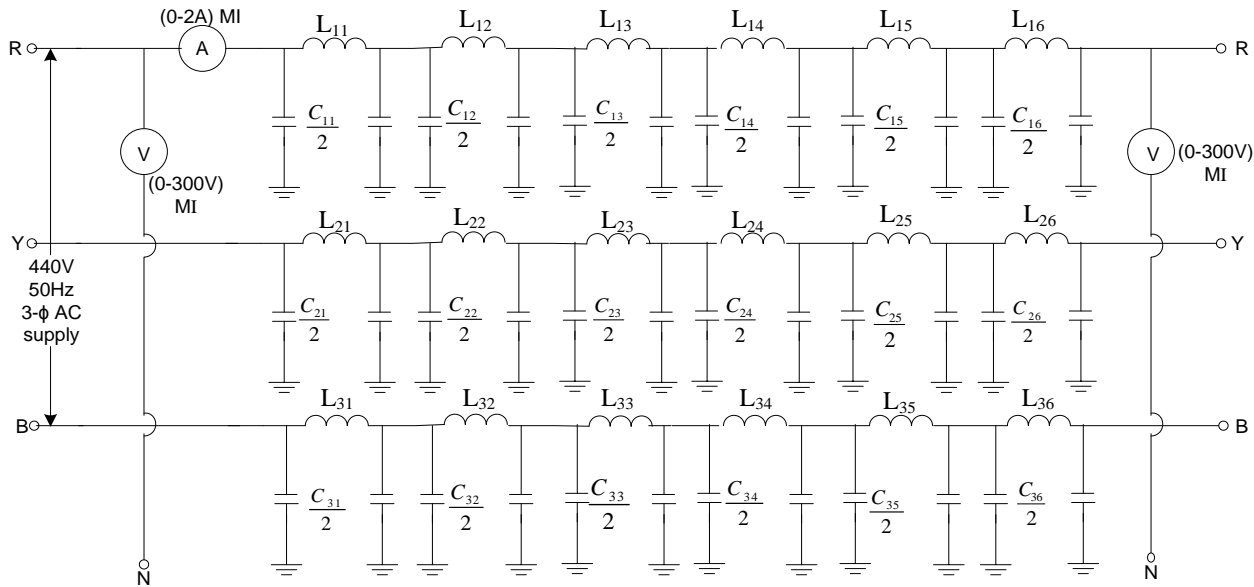 (0-2A) MI
L11 L12 L13 L14 L15 L16
R A R
C11/2 C12/2 C13/2 C14/2 C15/2 C16/2
V V
(0-300V)
MI
(0-300V)
MI
L21 L22 L23 L24 L25 L26
Y Y
440V
50Hz
3-ϕ AC
supply
C21/2 C22/2 C23/2 C24/2 C25/2 C26/2
L31 L32 L33 L34 L35 L36
B B
C31/2 C32/2 C33/2 C34/2 C35/2 C36/2
N N